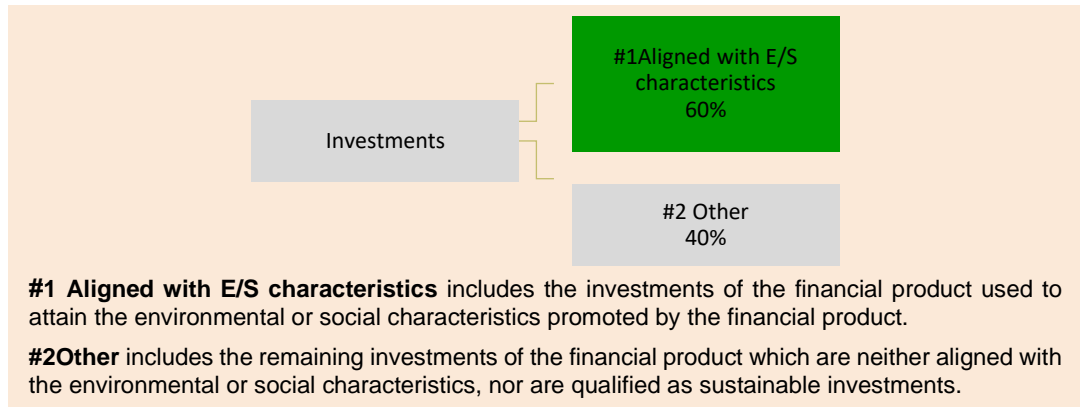 #1Aligned with E/S
characteristics
60%
Investments
#2 Other
40%
#1 Aligned with E/S characteristics includes the investments of the financial product used to
attain the environmental or social characteristics promoted by the financial product.
#2Other includes the remaining investments of the financial product which are neither aligned with
the environmental or social characteristics, nor are qualified as sustainable investments.